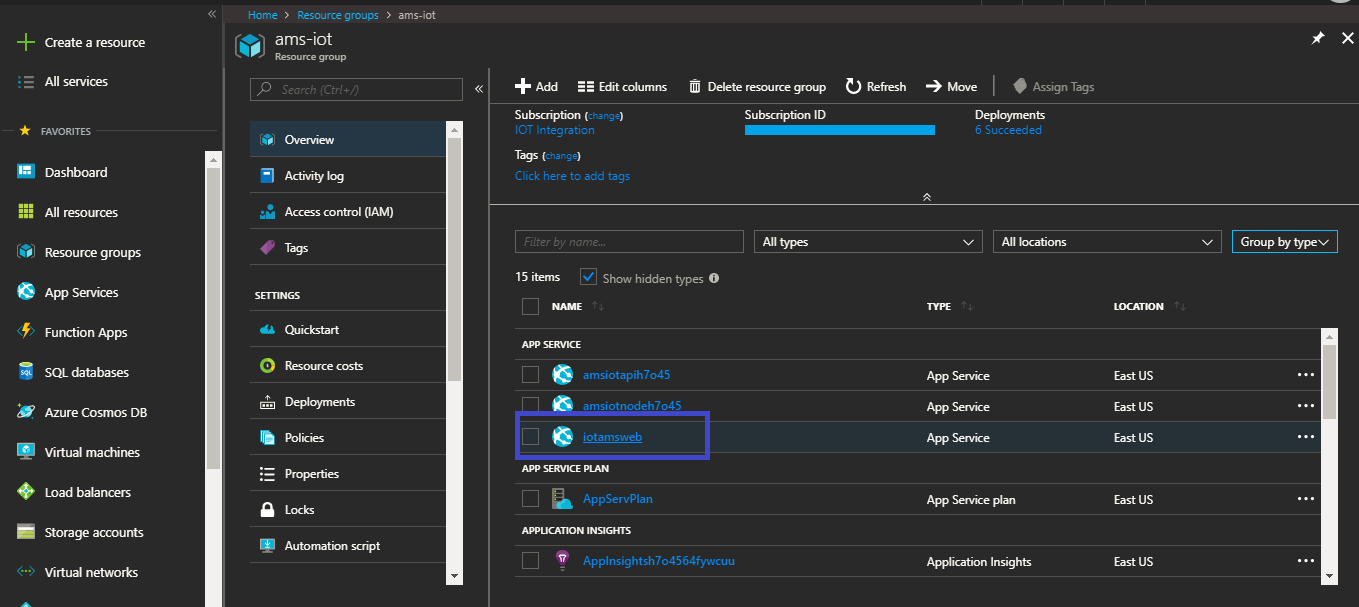 Home > Resource groups > ams-iot
ams-iot
Resource group
Create a resource
All services
FAVORITES
Dashboard
All resources
Resource groups
App Services
Function Apps
SQL databases
Azure Cosmos DB
Virtual machines
Load balancers
Storage accounts
Virtual networks
Search (Ctrl+/)
Overview
Activity log
Access control (IAM)
Tags
SETTINGS
Quickstart
Resource costs
Deployments
Policies
Properties
Locks
Automation script
Add Edit columns Delete resource group Refresh Move Assign Tags
Subscription (change) Subscription ID Deployments
IOT Integration 6 Succeeded
Tags (change)
Click here to add tags
Filter by name... All types All locations Group by type
15 items Show hidden types
NAME TYPE LOCATION
APP SERVICE
amsiotapih7o45 App Service East US
amsiotnodeh7o45 App Service East US
iotamsweb App Service East US
APP SERVICE PLAN
AppServPlan App Service plan East US
APPLICATION INSIGHTS
AppInsightsh7o4564fywcuu Application Insights East US